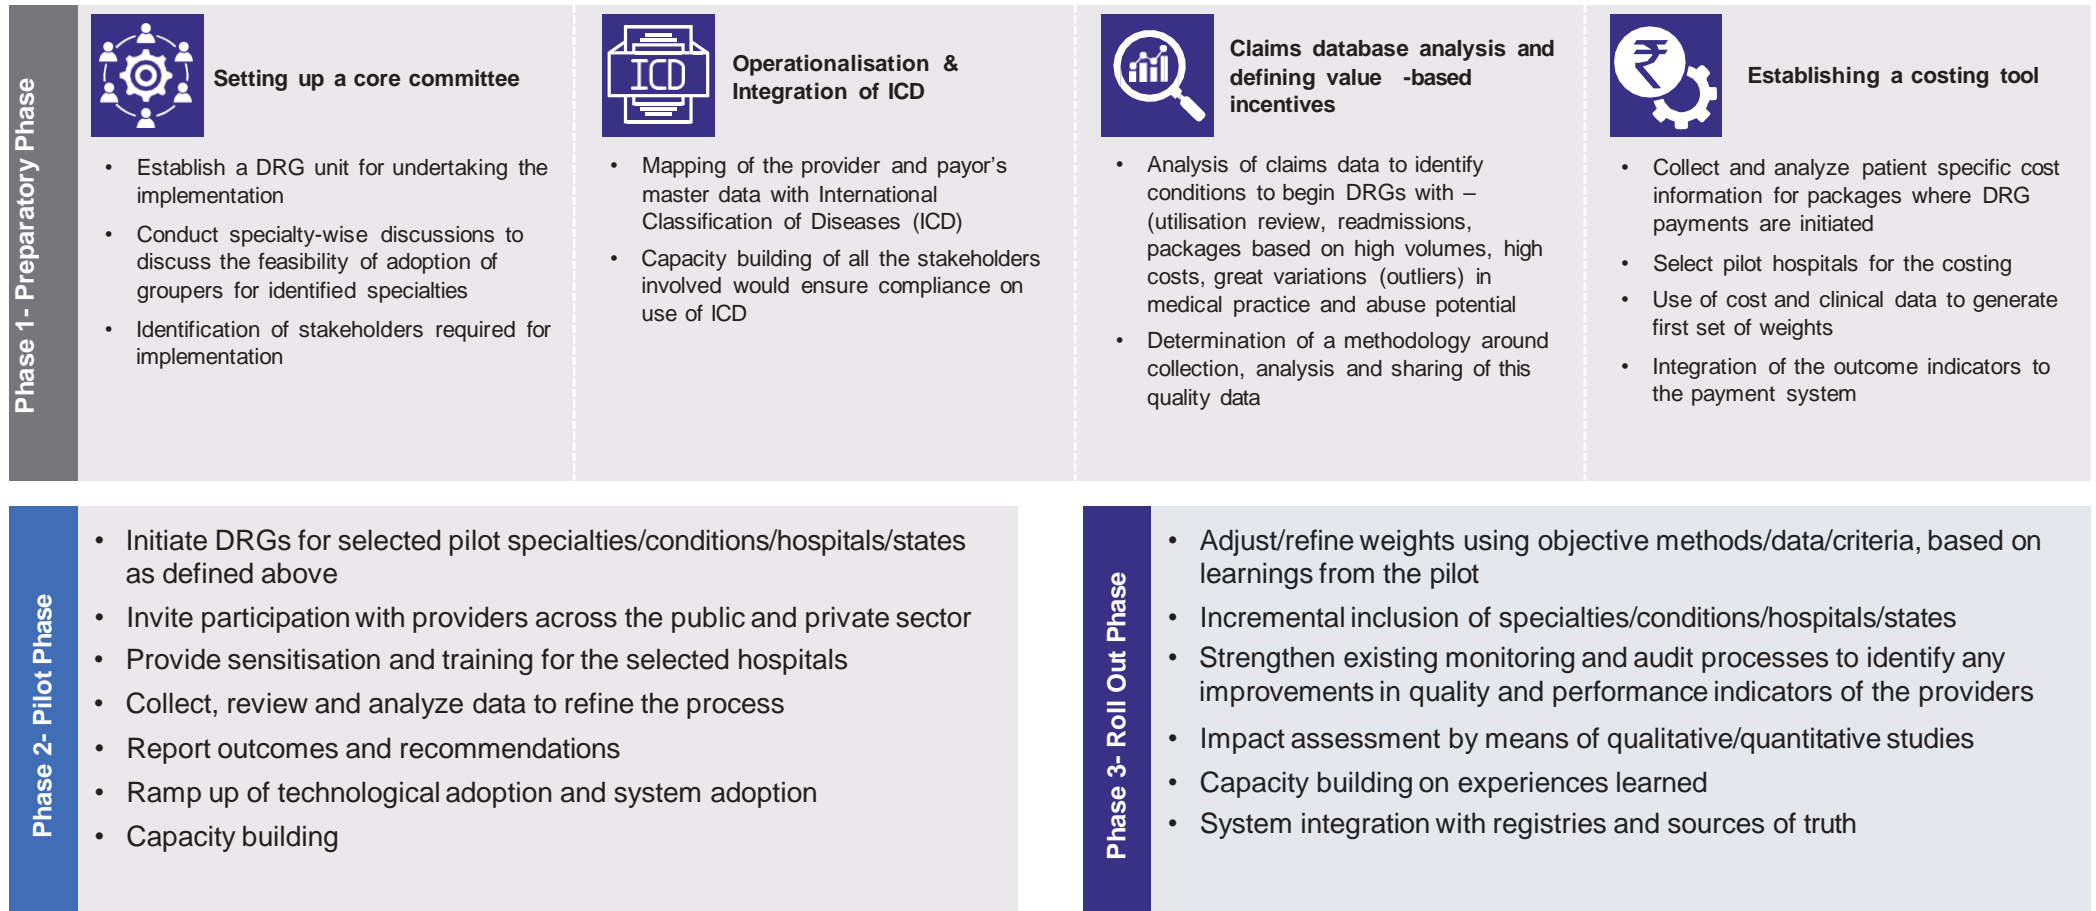 Phase 1- Preparatory Phase
Setting up a core committee
• Establish a DRG unit for undertaking the
implementation
• Conduct specialty-wise discussions to
discuss the feasibility of adoption of
groupers for identified specialties
• Identification of stakeholders required for
implementation
ICD
Operationalisation &
Integration of ICD
• Mapping of the provider and payor's
master data with International
Classification of Diseases (ICD)
• Capacity building of all the stakeholders
involved would ensure compliance on
use of ICD
Claims database analysis and
defining value -based
incentives
• Analysis of claims data to identify
conditions to begin DRGs with –
(utilisation review, readmissions,
packages based on high volumes, high
costs, great variations (outliers) in
medical practice and abuse potential
• Determination of a methodology around
collection, analysis and sharing of this
quality data
₹
Establishing a costing tool
• Collect and analyze patient specific cost
information for packages where DRG
payments are initiated
• Select pilot hospitals for the costing
• Use of cost and clinical data to generate
first set of weights
• Integration of the outcome indicators to
the payment system
Phase 2- Pilot Phase
• Initiate DRGs for selected pilot specialties/conditions/hospitals/states
as defined above
• Invite participation with providers across the public and private sector
• Provide sensitisation and training for the selected hospitals
• Collect, review and analyze data to refine the process
• Report outcomes and recommendations
• Ramp up of technological adoption and system adoption
• Capacity building
Phase 3- Roll Out Phase
• Adjust/refine weights using objective methods/data/criteria, based on
learnings from the pilot
• Incremental inclusion of specialties/conditions/hospitals/states
• Strengthen existing monitoring and audit processes to identify any
improvements in quality and performance indicators of the providers
• Impact assessment by means of qualitative/quantitative studies
• Capacity building on experiences learned
• System integration with registries and sources of truth